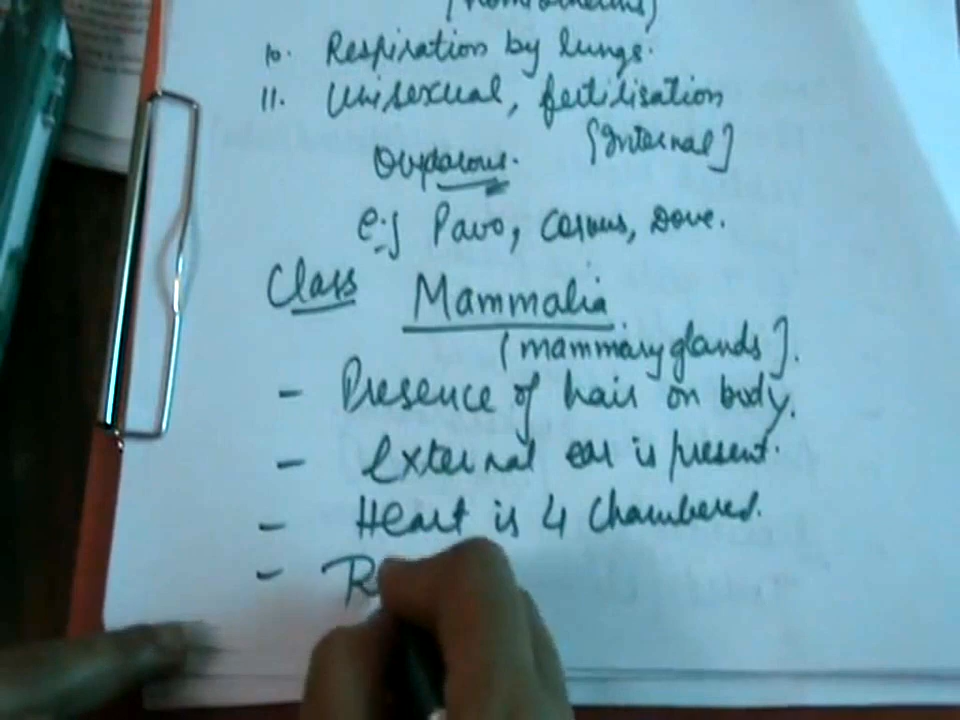 10. Respiration by lungs.
11. Unisexual, fertilisation
[Internal]
Oviparous.
e.g Pavo, Corvus, Dove.
Class Mammalia
(mammary glands].
- Presence of hair on body.
- External ear is present.
- Heart is 4 Chambered.
- R